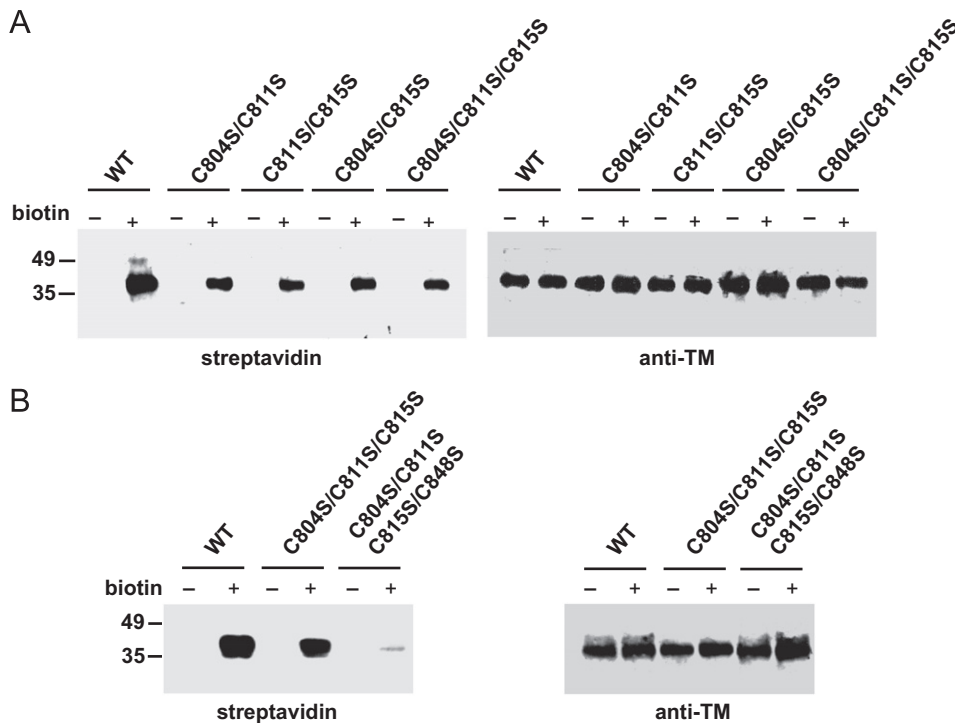 A
WT
C804S/C811S
C811S/C815S
C804S/C815S
C804S/C811S/C815S
WT
C804S/C811S
C811S/C815S
C804S/C815S
C804S/C811S/C815S
biotin − + − + − + − + − +
− + − + − + − + − +
49
35
streptavidin
anti-TM
B
WT
C804S/C811S/C815S
C804S/C811S
C815S/C848S
WT
C804S/C811S/C815S
C804S/C811S
C815S/C848S
biotin − + − + − +
− + − + − +
49
35
streptavidin
anti-TM